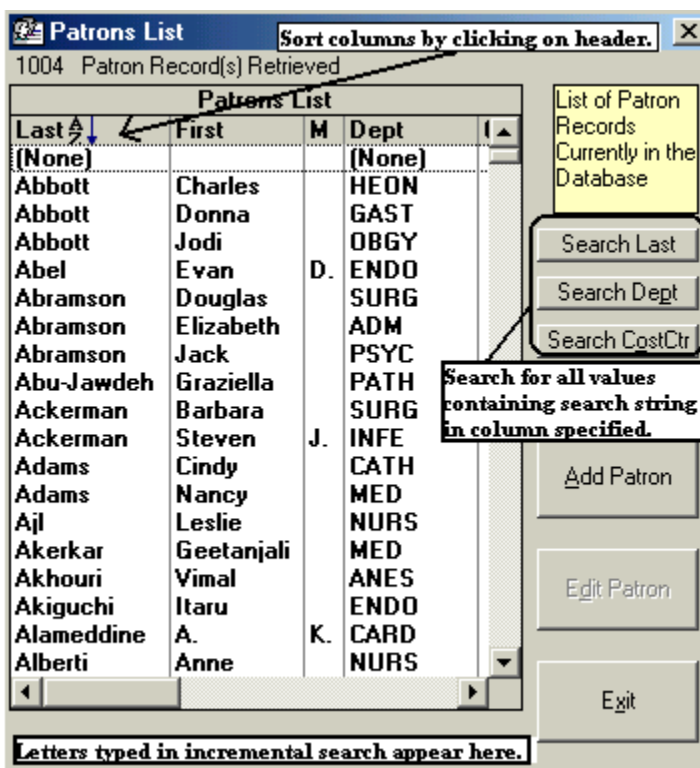 Patrons List
Sort columns by clicking on header.
1004 Patron Record(s) Retrieved
Patrons List
Last First M Dept
(None) (None)
Abbott Charles HEON
Abbott Donna GAST
Abbott Jodi OBGY
Abel Evan D. ENDO
Abramson Douglas SURG
Abramson Elizabeth ADM
Abramson Jack PSYC
Abu-Jawdeh Graziella PATH
Ackerman Barbara SURG
Ackerman Steven J. INFE
Adams Cindy CATH
Adams Nancy MED
Ajl Leslie NURS
Akerkar Geetanjali MED
Akhouri Vimal ANES
Akiguchi Itaru ENDO
Alameddine A. K. CARD
Alberti Anne NURS
List of Patron
Records
Currently in the
Database
Search Last
Search Dept
Search CostCtr
Search for all values
containing search string
in column specified.
Add Patron
Edit Patron
Exit
Letters typed in incremental search appear here.